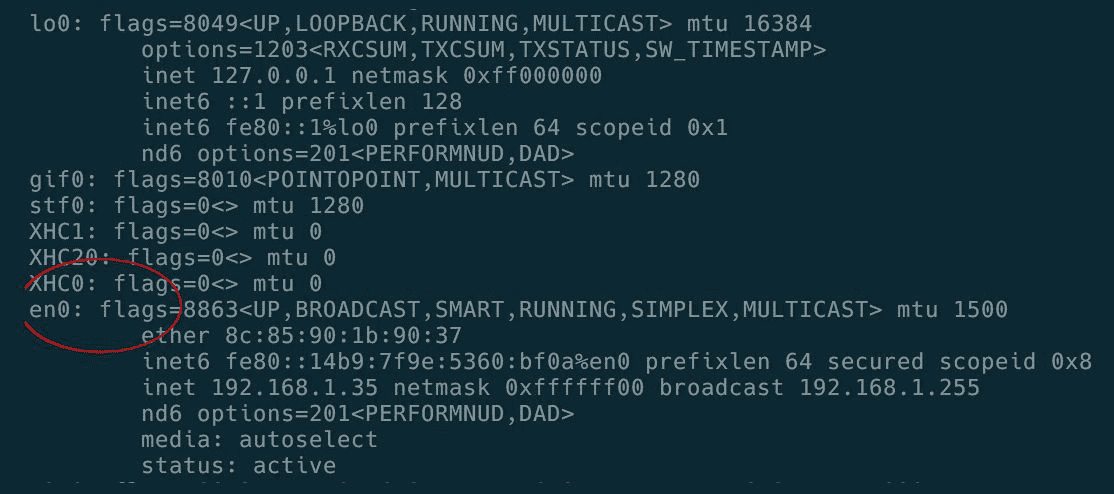 lo0: flags=8049<UP,LOOPBACK,RUNNING,MULTICAST> mtu 16384
options=1203<RXCSUM,TXCSUM,TXSTATUS,SW_TIMESTAMP>
inet 127.0.0.1 netmask 0xff000000
inet6 ::1 prefixlen 128
inet6 fe80::1%lo0 prefixlen 64 scopeid 0x1
nd6 options=201<PERFORMNUD,DAD>
gif0: flags=8010<POINTOPOINT,MULTICAST> mtu 1280
stf0: flags=0<> mtu 1280
XHC1: flags=0<> mtu 0
XHC20: flags=0<> mtu 0
XHC0: flags=0<> mtu 0
en0: flags=8863<UP,BROADCAST,SMART,RUNNING,SIMPLEX,MULTICAST> mtu 1500
ether 8c:85:90:1b:90:37
inet6 fe80::14b9:7f9e:5360:bf0a%en0 prefixlen 64 secured scopeid 0x8
inet 192.168.1.35 netmask 0xffffff00 broadcast 192.168.1.255
nd6 options=201<PERFORMNUD,DAD>
media: autoselect
status: active